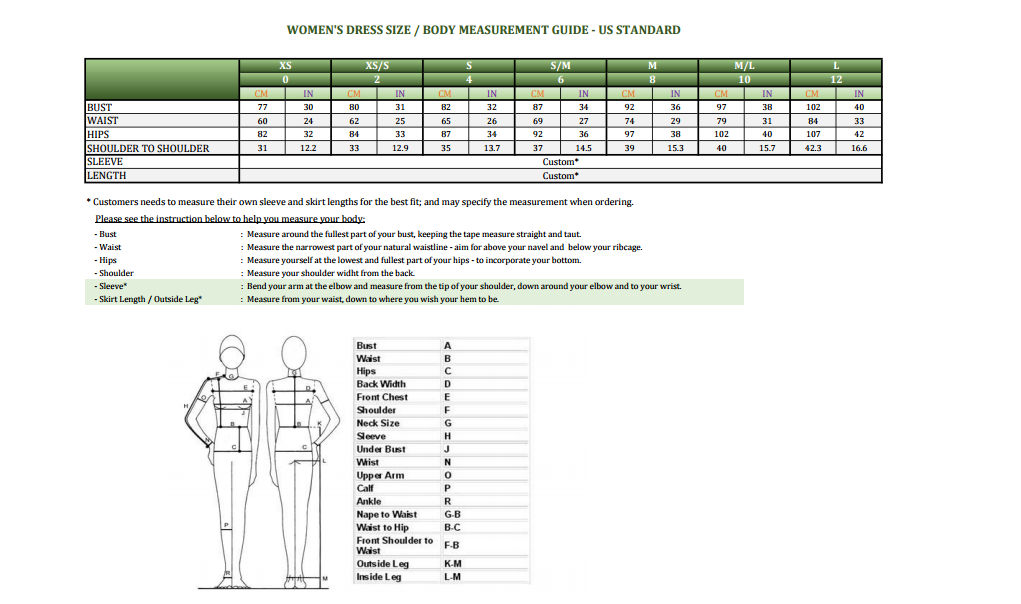 WOMEN'S DRESS SIZE / BODY MEASUREMENT GUIDE - US STANDARD
XS XS/S S S/M M M/L L
0 2 4 6 8 10 12
CM IN CM IN CM IN CM IN CM IN CM IN CM IN
BUST 77 30 80 31 82 32 87 34 92 36 97 38 102 40
WAIST 60 24 62 25 65 26 69 27 74 29 79 31 84 33
HIPS 82 32 84 33 87 34 92 36 97 38 102 40 107 42
SHOULDER TO SHOULDER 31 12.2 33 12.9 35 13.7 37 14.5 39 15.3 40 15.7 42.3 16.6
SLEEVE Custom*
LENGTH Custom*
* Customers needs to measure their own sleeve and skirt lengths for the best fit; and may specify the measurement when ordering.
Please see the instruction below to help you measure your body:
- Bust : Measure around the fullest part of your bust, keeping the tape measure straight and taut.
- Waist : Measure the narrowest part of your natural waistline - aim for above your navel and below your ribcage.
- Hips : Measure yourself at the lowest and fullest part of your hips - to incorporate your bottom.
- Shoulder : Measure your shoulder widht from the back.
- Sleeve* : Bend your arm at the elbow and measure from the tip of your shoulder, down around your elbow and to your wrist.
- Skirt Length / Outside Leg* : Measure from your waist, down to where you wish your hem to be.
F G G
E D
O A A
H J
B B K
N
C C
L
P
R M
Bust A
Waist B
Hips C
Back Width D
Front Chest E
Shoulder F
Neck Size G
Sleeve H
Under Bust J
Wrist N
Upper Arm O
Calf P
Ankle R
Nape to Waist G-B
Waist to Hip B-C
Front Shoulder to
Waist F-B
Outside Leg K-M
Inside Leg L-M